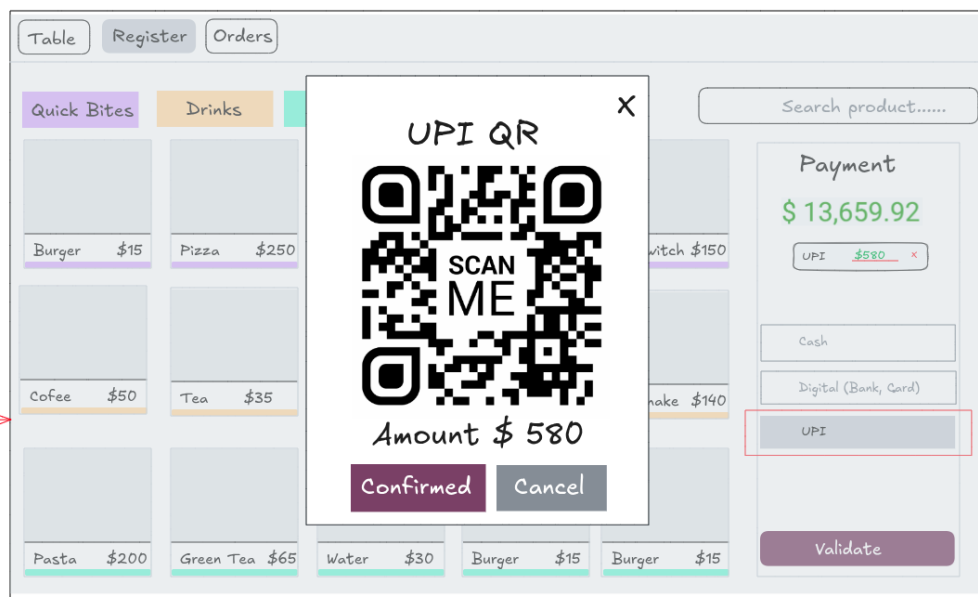 Table
Register
Orders
Quick Bites
Drinks
Search product......
X
UPI QR
SCAN
ME
Amount $ 580
Confirmed
Cancel
Burger $15
Pizza $250
witch $150
Cofee $50
Tea $35
$140
Pasta $200
Green Tea $65
Water $30
Burger $15
Burger $15
Payment
$ 13,659.92
UPI $580 x
Cash
Digital (Bank, Card)
UPI
Validate